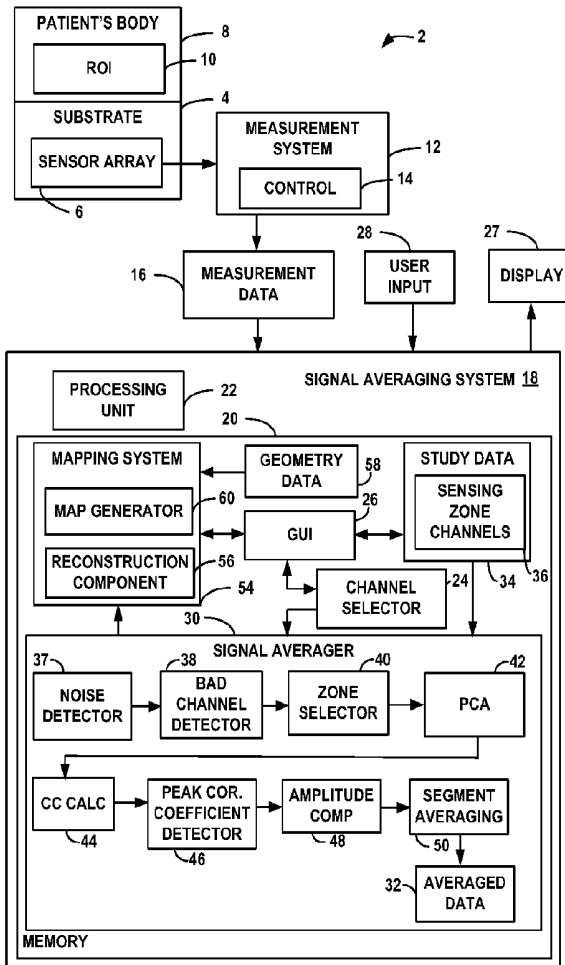 PATIENT'S BODY
8
2
10
ROI
4
SUBSTRATE
SENSOR ARRAY
6
MEASUREMENT
SYSTEM
12
CONTROL
14
28
27
16
MEASUREMENT
DATA
USER
INPUT
DISPLAY
SIGNAL AVERAGING SYSTEM 18
PROCESSING
UNIT
22
20
MAPPING SYSTEM
GEOMETRY
DATA
58
STUDY DATA
60
MAP GENERATOR
26
GUI
SENSING
ZONE
CHANNELS
RECONSTRUCTION
COMPONENT
56
24
34
36
54
CHANNEL
SELECTOR
30
SIGNAL AVERAGER
37
38
40
42
NOISE
DETECTOR
BAD
CHANNEL
DETECTOR
ZONE
SELECTOR
PCA
CC CALC
44
PEAK COR.
COEFFICIENT
DETECTOR
46
AMPLITUDE
COMP
48
SEGMENT
AVERAGING
50
32
AVERAGED
DATA
MEMORY